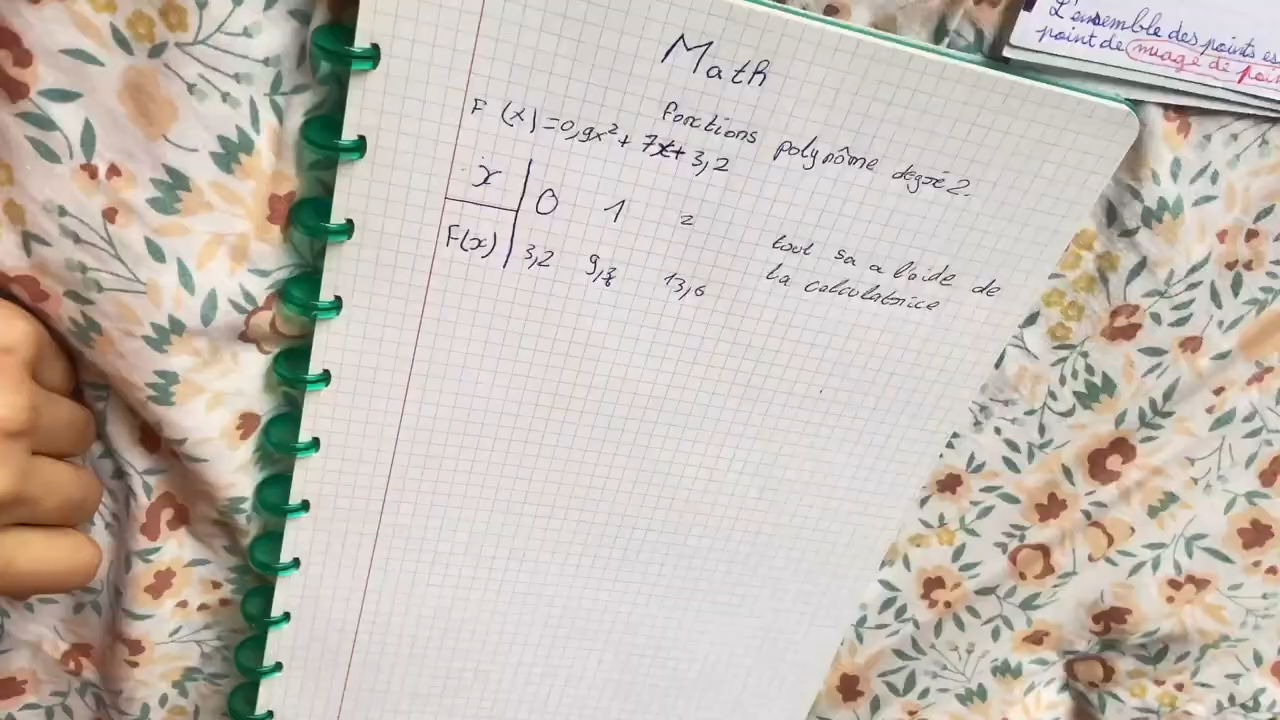 Math
fonctions polynôme degré 2.
F(x)=0,9x²+7x+3,2
x 0 1 2
F(x) 3,2 9,8 13,6
tout sa a l'aide de
la calculatrice
L'ensemble des points es
point de nuage de poin